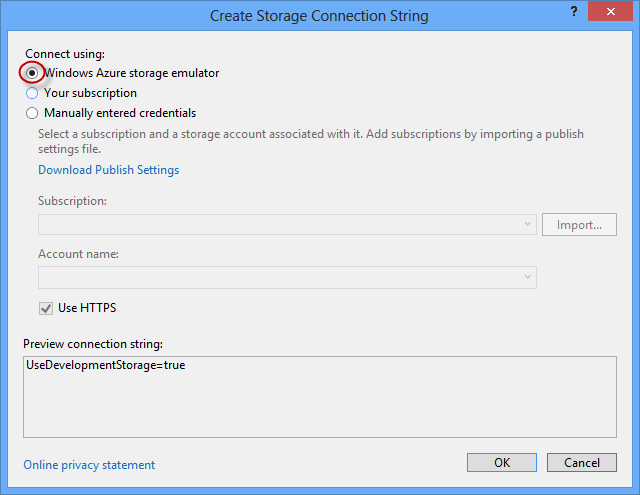 Create Storage Connection String
?
Connect using:
Windows Azure storage emulator
Your subscription
Manually entered credentials
Select a subscription and a storage account associated with it. Add subscriptions by importing a publish
settings file.
Download Publish Settings
Subscription:
Import...
Account name:
Use HTTPS
Preview connection string:
UseDevelopmentStorage=true
Online privacy statement
OK
Cancel